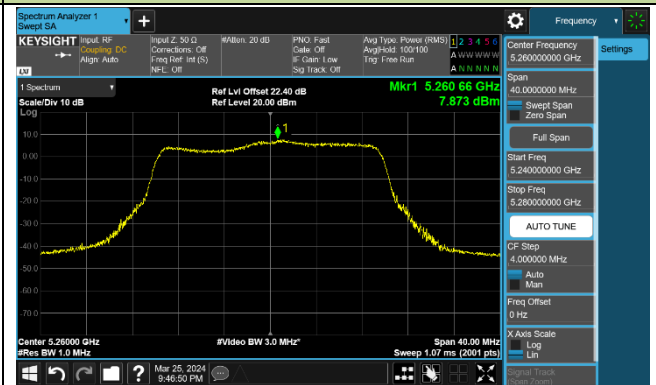 Spectrum Analyzer 1
Swept SA
+
Frequency
KEYSIGHT
Input: RF
Coupling: DC
Align: Auto
Input Z: 50 Ω
Corrections: Off
Freq Ref: Int (S)
NFE: Off
#Atten: 20 dB
PNO: Fast
Gate: Off
IF Gain: Low
Sig Track: Off
Avg Type: Power (RMS)
Avg|Hold: 100/100
Trig: Free Run
1 2 3 4 5 6
A W W W W W
A N N N N N
LXI
1 Spectrum
Scale/Div 10 dB
Log
Ref Lvl Offset 22.40 dB
Ref Level 20.00 dBm
Mkr1 5.260 66 GHz
7.873 dBm
1
10.0
0.00
-10.0
-20.0
-30.0
-40.0
-50.0
-60.0
-70.0
Center 5.26000 GHz
#Res BW 1.0 MHz
#Video BW 3.0 MHz*
Span 40.00 MHz
Sweep 1.07 ms (2001 pts)
Center Frequency
5.260000000 GHz
Settings
Span
40.0000000 MHz
Swept Span
Zero Span
Full Span
Start Freq
5.240000000 GHz
Stop Freq
5.280000000 GHz
AUTO TUNE
CF Step
4.000000 MHz
Auto
Man
Freq Offset
0 Hz
X Axis Scale
Log
Lin
Signal Track
(Span Zoom)
?
Mar 25, 2024
9:46:50 PM